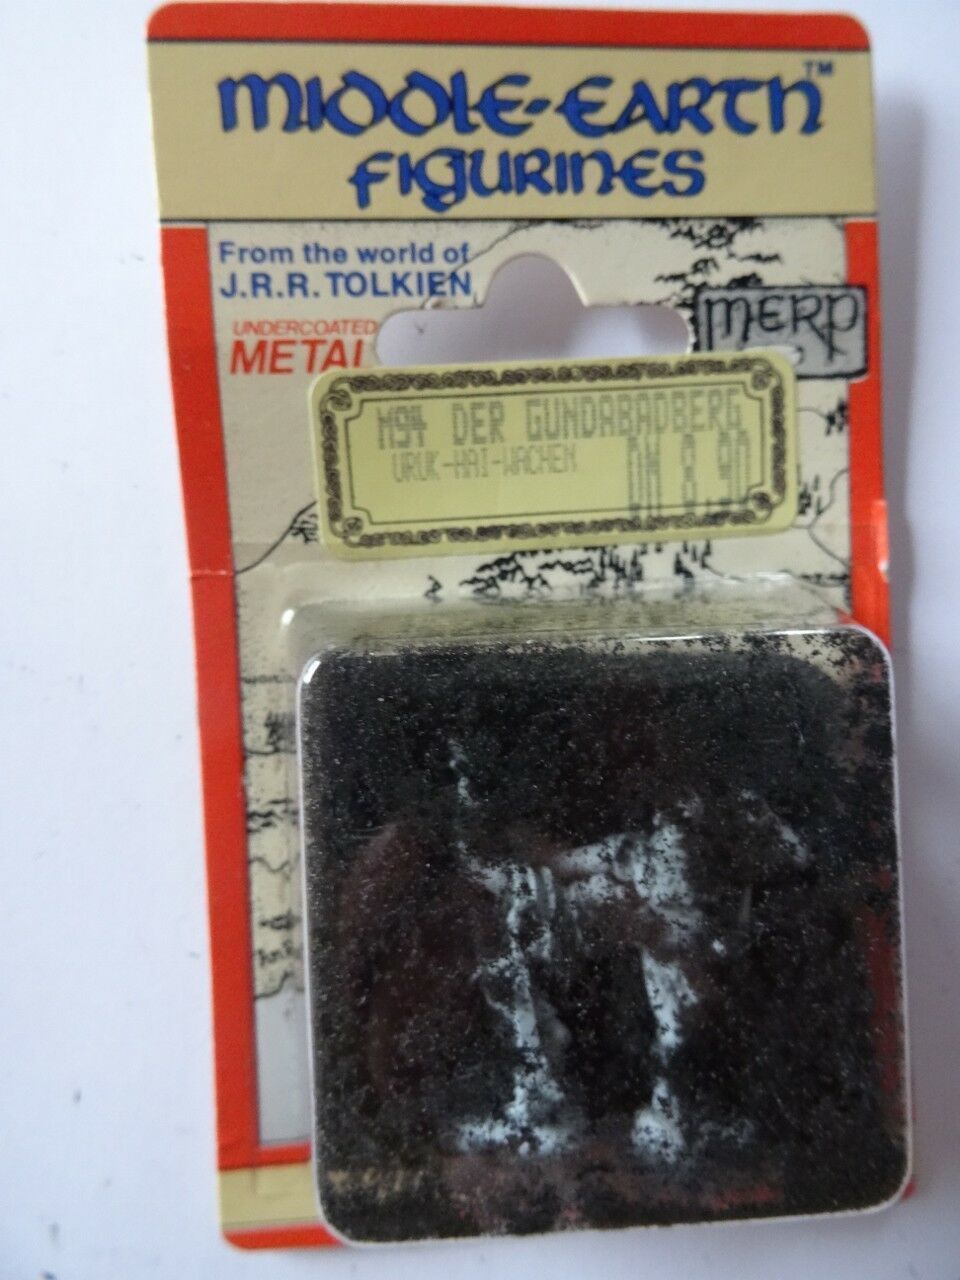 MIDDLE-EARTH™
FIGURINES
From the world of
J.R.R. TOLKIEN
MERP
UNDERCOATED
METAL
M94 DER GUNDABADBERG
URUK-HAI-WACHEN
DM 8,90